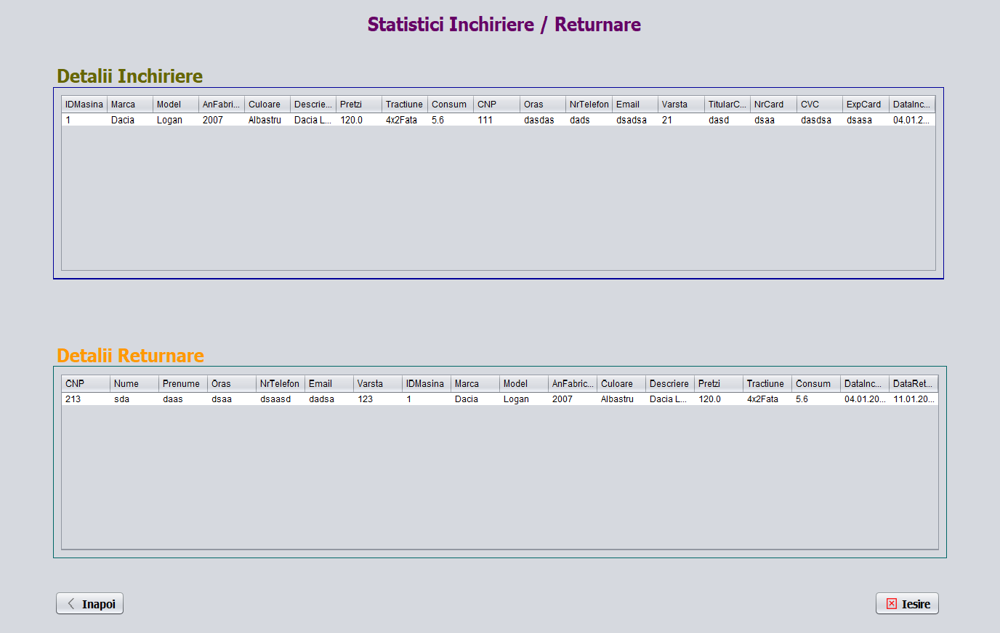 Statistici Inchiriere / Returnare
Detalii Inchiriere
IDMasina Marca Model AnFabri... Culoare Descrie... Pretzi Tractiune Consum CNP Oras NrTelefon Email Varsta TitularC... NrCard CVC ExpCard DataInc...
1 Dacia Logan 2007 Albastru Dacia L... 120.0 4x2Fata 5.6 111 dasdas dads dsadsa 21 dasd dsaa dasdsa dsasa 04.01.2...
Detalii Returnare
CNP Nume Prenume Oras NrTelefon Email Varsta IDMasina Marca Model AnFabric... Culoare Descriere Pretzi Tractiune Consum DataInc... DataRet...
213 sda daas dsaa dsaasd dadsa 123 1 Dacia Logan 2007 Albastru Dacia L... 120.0 4x2Fata 5.6 04.01.20... 11.01.20...
Inapoi
Iesire